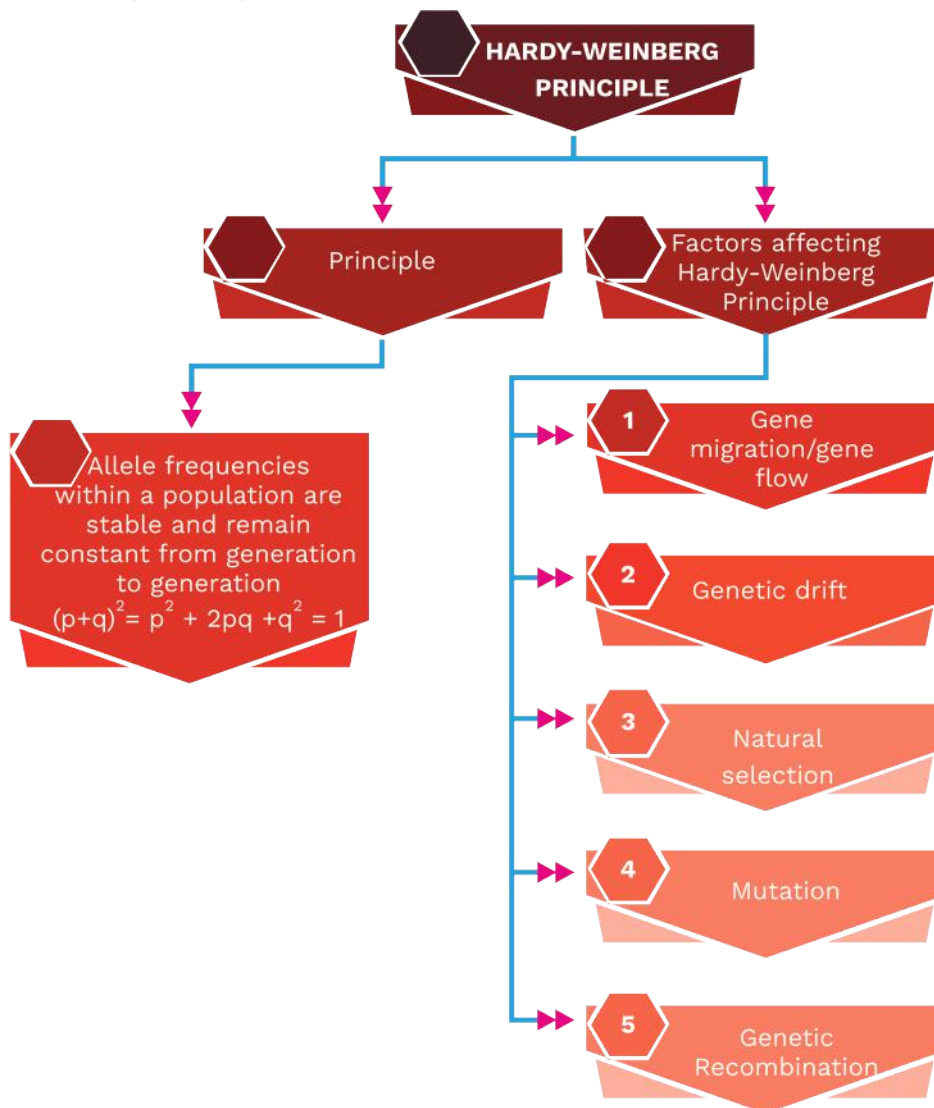 HARDY-WEINBERG
PRINCIPLE
Principle
Factors affecting
Hardy-Weinberg
Principle
Allele frequencies
within a population are
stable and remain
constant from generation
to generation
(p+q)² = p² + 2pq +q² = 1
1
Gene
migration/gene
flow
2
Genetic drift
3
Natural
selection
4
Mutation
5
Genetic
Recombination